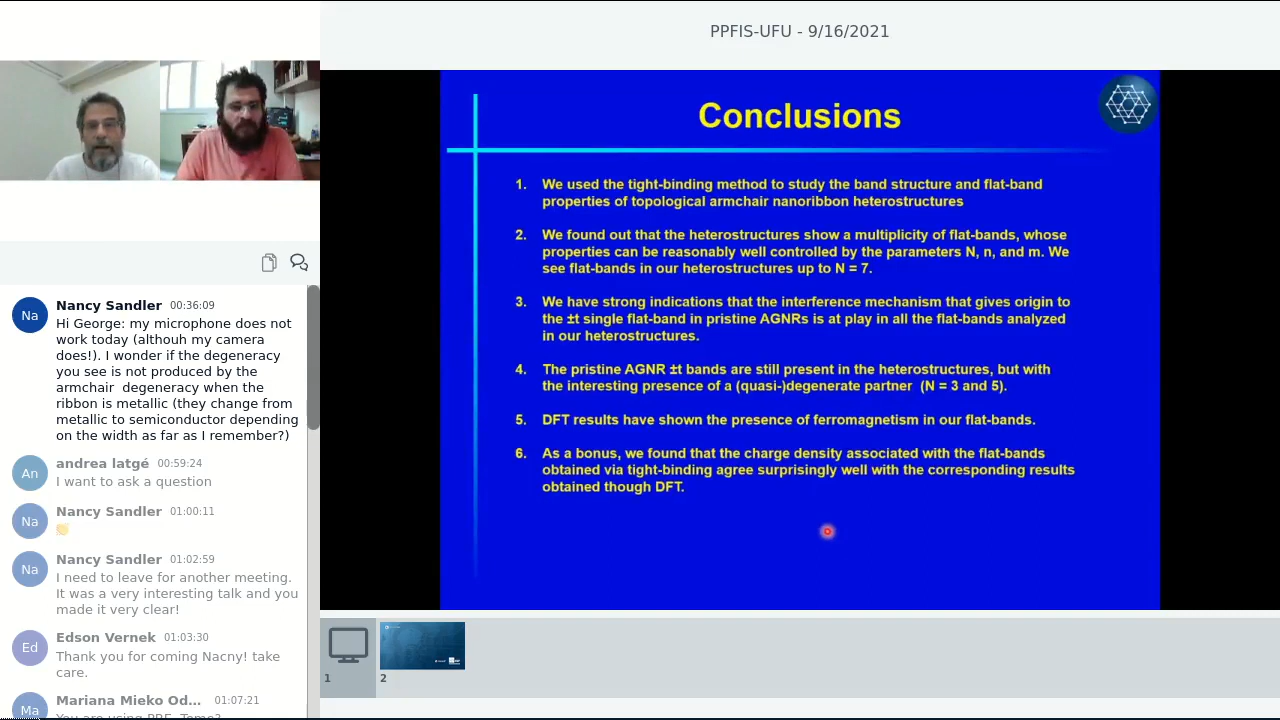 PPFIS-UFU - 9/16/2021
Conclusions
1. We used the tight-binding method to study the band structure and flat-band
properties of topological armchair nanoribbon heterostructures
2. We found out that the heterostructures show a multiplicity of flat-bands, whose
properties can be reasonably well controlled by the parameters N, n, and m. We
see flat-bands in our heterostructures up to N = 7.
3. We have strong indications that the interference mechanism that gives origin to
the ±t single flat-band in pristine AGNRs is at play in all the flat-bands analyzed
in our heterostructures.
4. The pristine AGNR ±t bands are still present in the heterostructures, but with
the interesting presence of a (quasi-)degenerate partner (N = 3 and 5).
5. DFT results have shown the presence of ferromagnetism in our flat-bands.
6. As a bonus, we found that the charge density associated with the flat-bands
obtained via tight-binding agree surprisingly well with the corresponding results
obtained though DFT.
Na
Nancy Sandler 00:36:09
Hi George: my microphone does not
work today (althouh my camera
does!). I wonder if the degeneracy
you see is not produced by the
armchair degeneracy when the
ribbon is metallic (they change from
metallic to semiconductor depending
on the width as far as I remember?)
An
andrea latgé 00:59:24
I want to ask a question
Na
Nancy Sandler 01:00:11
Na
Nancy Sandler 01:02:59
I need to leave for another meeting.
It was a very interesting talk and you
made it very clear!
Ed
Edson Vernek 01:03:30
Thank you for coming Nacny! take
care.
Ma
Mariana Mieko Od... 01:07:21
You are using PBE, Tome?
1
2